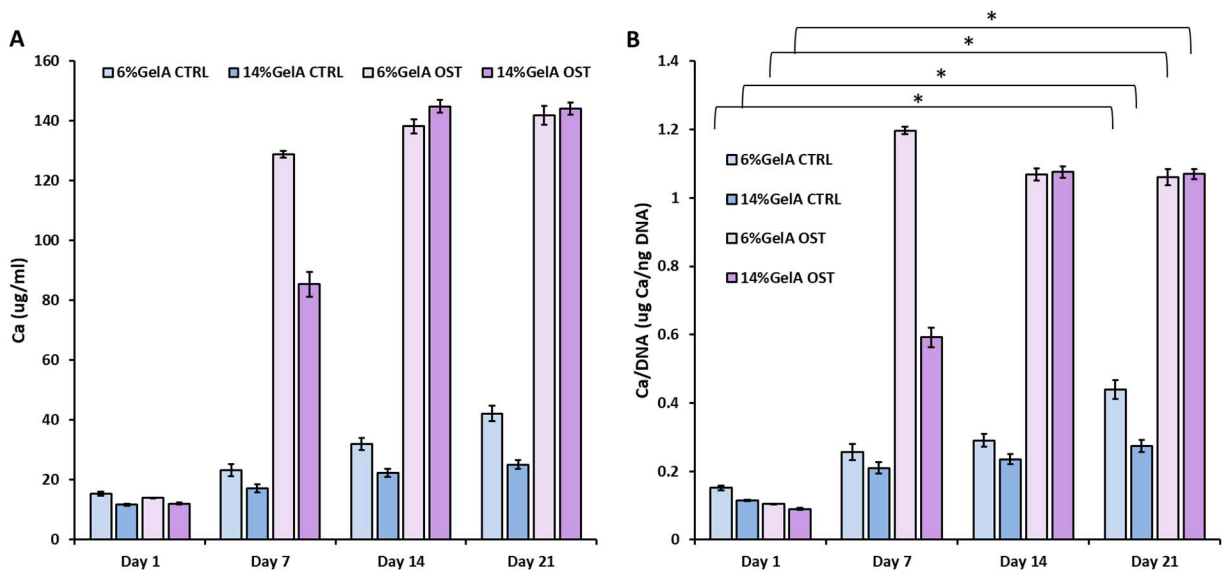 A
160
140
120
100
80
60
40
20
0
Ca (ug/ml)
6%GelA CTRL 14%GelA CTRL 6%GelA OST 14%GelA OST
Day 1 Day 7 Day 14 Day 21
B
*
*
*
*
1.4
1.2
1
0.8
0.6
0.4
0.2
0
Ca/DNA (ug Ca/ng DNA)
6%GelA CTRL
14%GelA CTRL
6%GelA OST
14%GelA OST
Day 1 Day 7 Day 14 Day 21